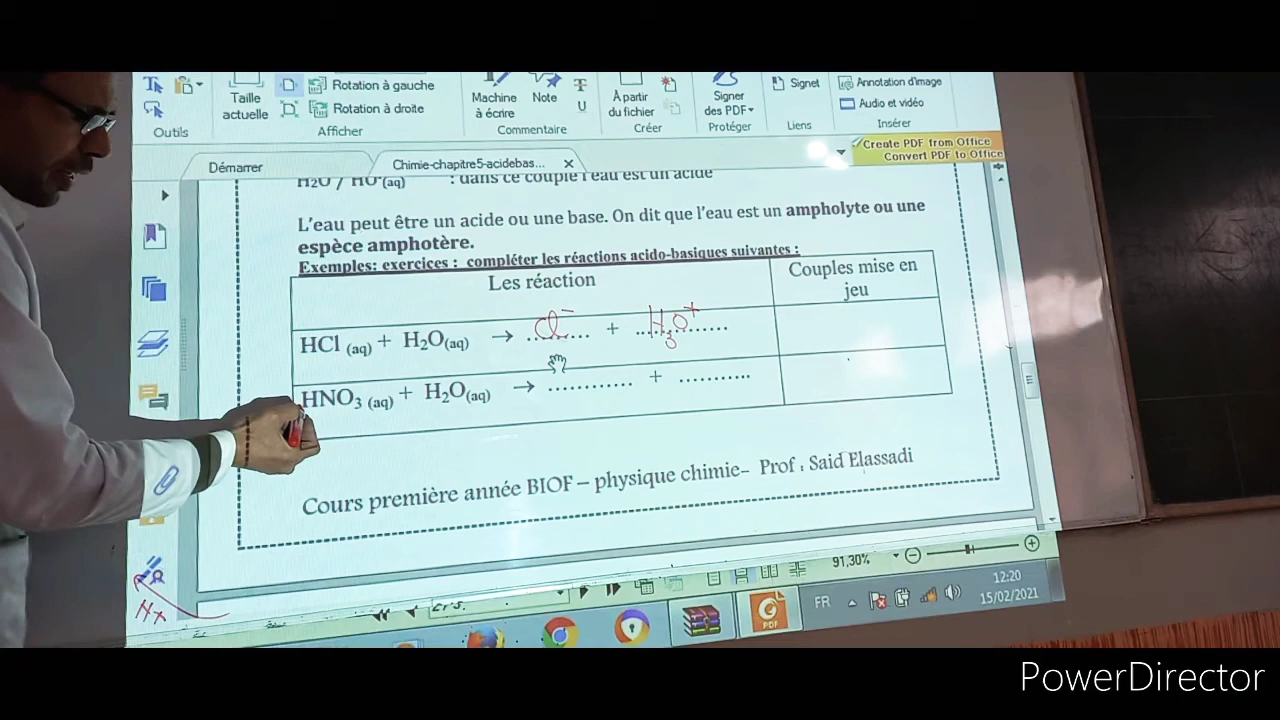 Rotation à gauche
Rotation à droite
Taille
actuelle
Outils
Afficher
Machine
à écrire
Note
Commentaire
À partir
du fichier
Créer
Signer
des PDF
Protéger
Signet
Liens
Annotation d'image
Audio et vidéo
Insérer
Create PDF from Office
Convert PDF to Office
Démarrer
Chimie-chapitre5-acidebas...
H2O / HO-(aq) : dans ce couple l'eau est un acide
L'eau peut être un acide ou une base. On dit que l'eau est un ampholyte ou une
espèce amphotère.
Exemples: exercices : compléter les réactions acido-basiques suivantes :
Les réaction
Couples mise en
jeu
HCl (aq) + H₂O(aq) → ..Cl⁻.... + ...H₃O⁺........
HNO₃ (aq) + H₂O(aq) → ............ + ...........
Cours première année BIOF – physique chimie– Prof : Said Elassadi
91,30%
FR
12:20
15/02/2021
PDF
PowerDirector